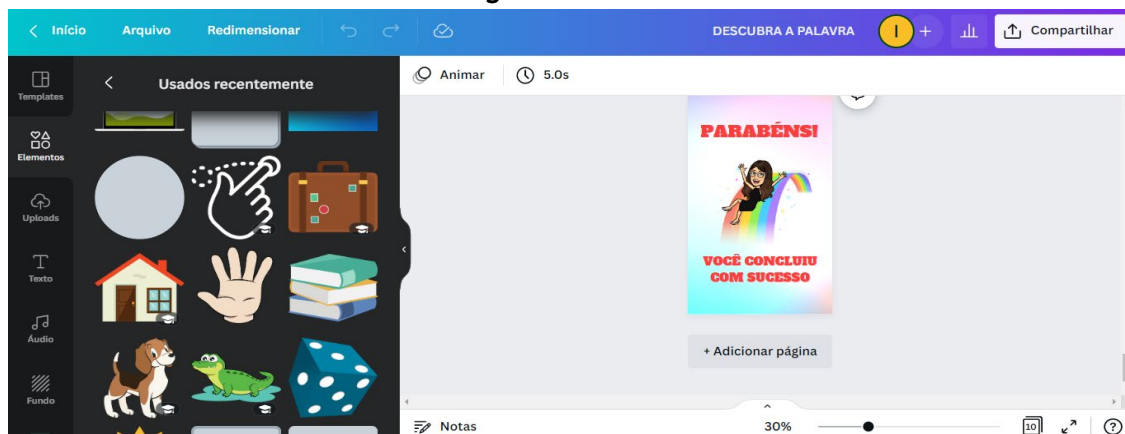 Início Arquivo Redimensionar DESCUBRA A PALAVRA I + Compartilhar
Templates
Elementos
Uploads
Texto
Áudio
Fundo
Usados recentemente
Animar 5.0s
PARABÉNS!
VOCÊ CONCLUIU
COM SUCESSO
+ Adicionar página
Notas 30% 10 ?